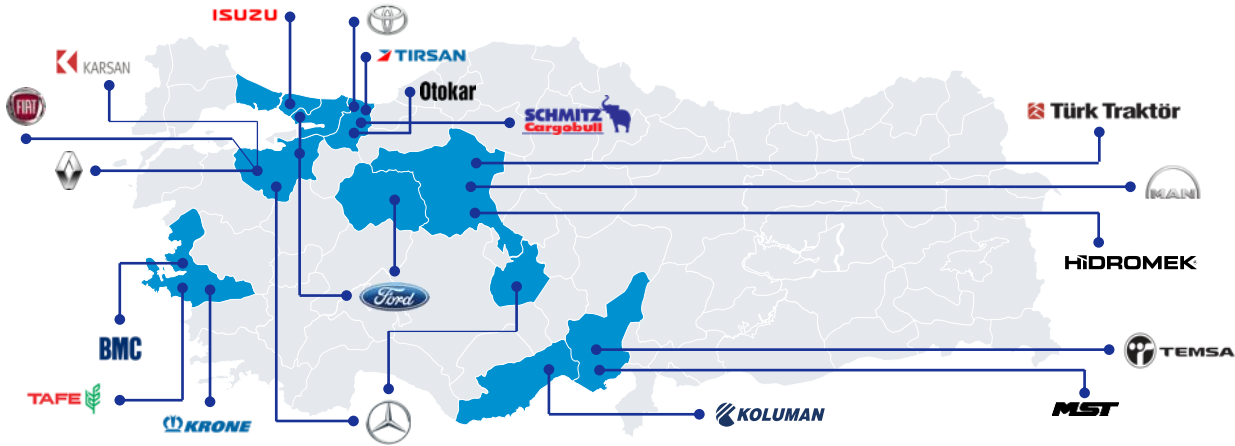 ISUZU
TIRSAN
KARSAN
Otokar
FIAT
SCHMITZ
Cargobull
Türk Traktör
MAN
HİDROMEK
Ford
BMC
TEMSA
TAFE
MST
KRONE
KOLUMAN